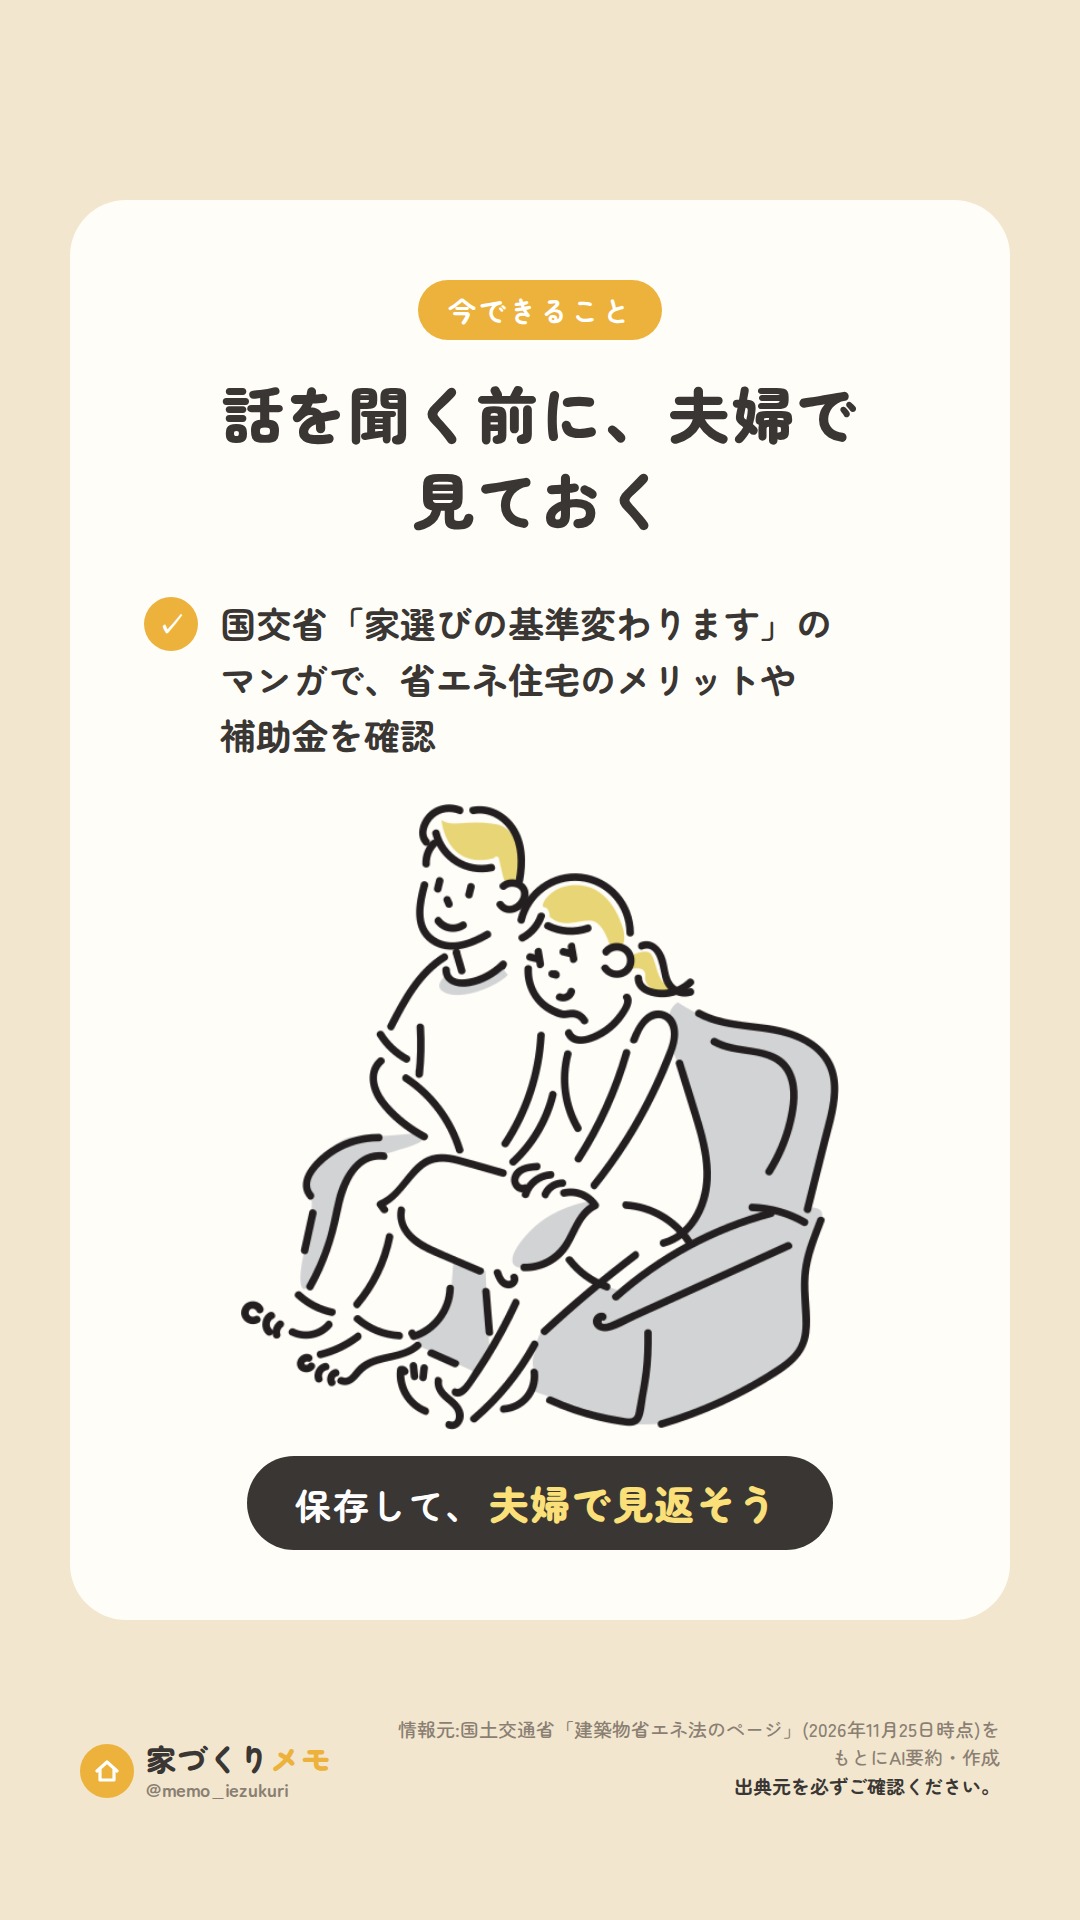 今できること
話を聞く前に、夫婦で
見ておく
✓ 国交省「家選びの基準変わります」の
マンガで、省エネ住宅のメリットや
補助金を確認
保存して、夫婦で見返そう
情報元:国土交通省「建築物省エネ法のページ」(2026年11月25日時点)を
もとにAI要約・作成
出典元を必ずご確認ください。
家づくりメモ
@memo_iezukuri